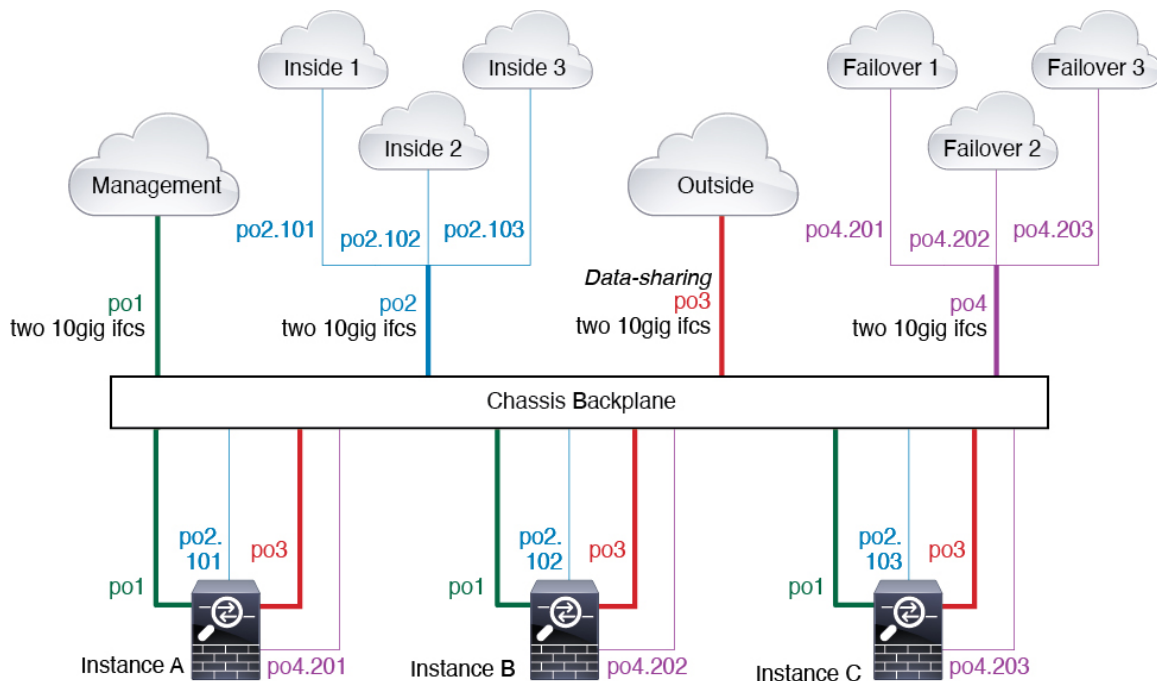 Inside 1
Inside 3
Failover 1
Failover 3
Inside 2
Failover 2
Management
Outside
po2.101
po2.102
po2.103
po4.201
po4.202
po4.203
po1
two 10gig ifcs
po2
two 10gig ifcs
Data-sharing
po3
two 10gig ifcs
po4
two 10gig ifcs
Chassis Backplane
po1
po2.
101
po3
po4.201
Instance A
po1
po2.
102
po3
po4.202
Instance B
po1
po2.
103
po3
po4.203
Instance C